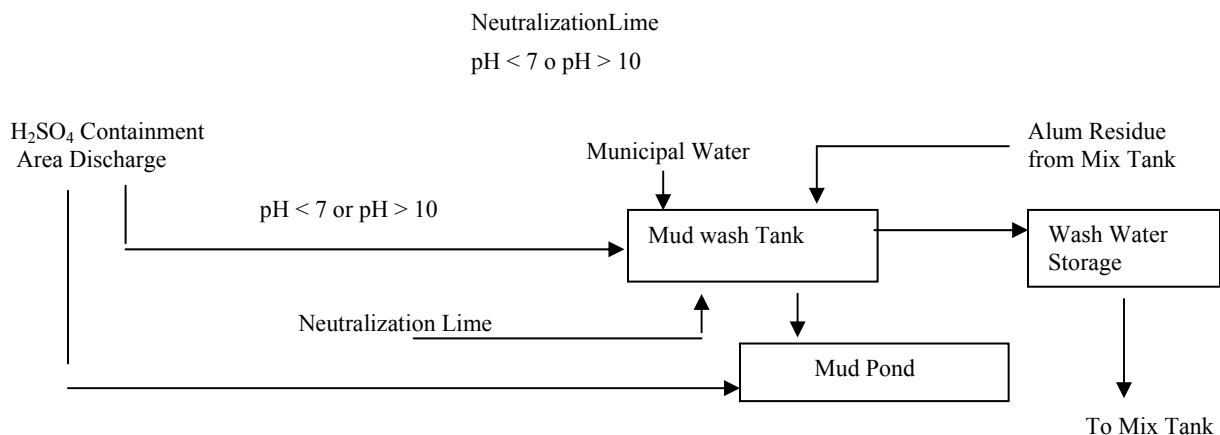 NeutralizationLime
pH < 7 o pH > 10
H₂SO₄ Containment
Area Discharge
Municipal Water
Alum Residue
from Mix Tank
pH < 7 or pH > 10
Mud wash Tank
Wash Water
Storage
Neutralization Lime
Mud Pond
To Mix Tank